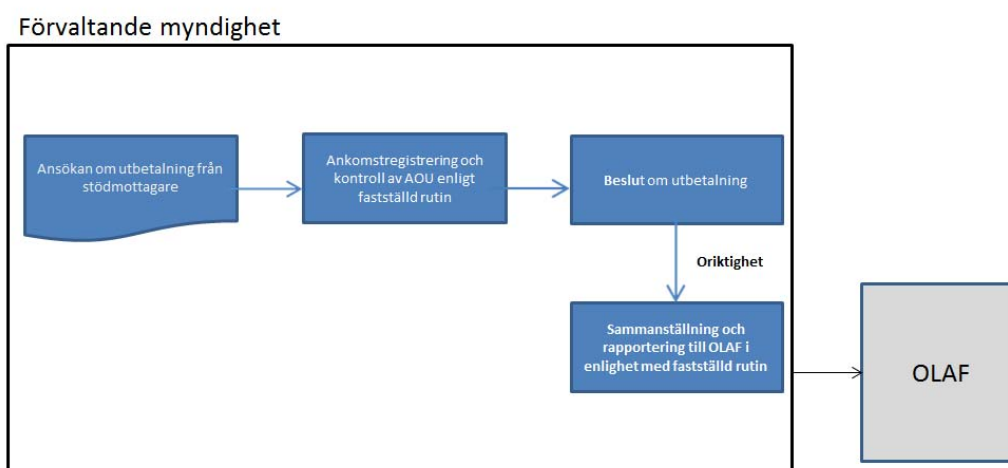 Förvaltande myndighet
Ansökan om utbetalning från
stödmottagare
Ankomstregistrering och
kontroll av AOU enligt
fastställd rutin
Beslut om utbetalning
Oriktighet
Sammanställning och
rapportering till OLAF i
enlighet med fastställd rutin
OLAF